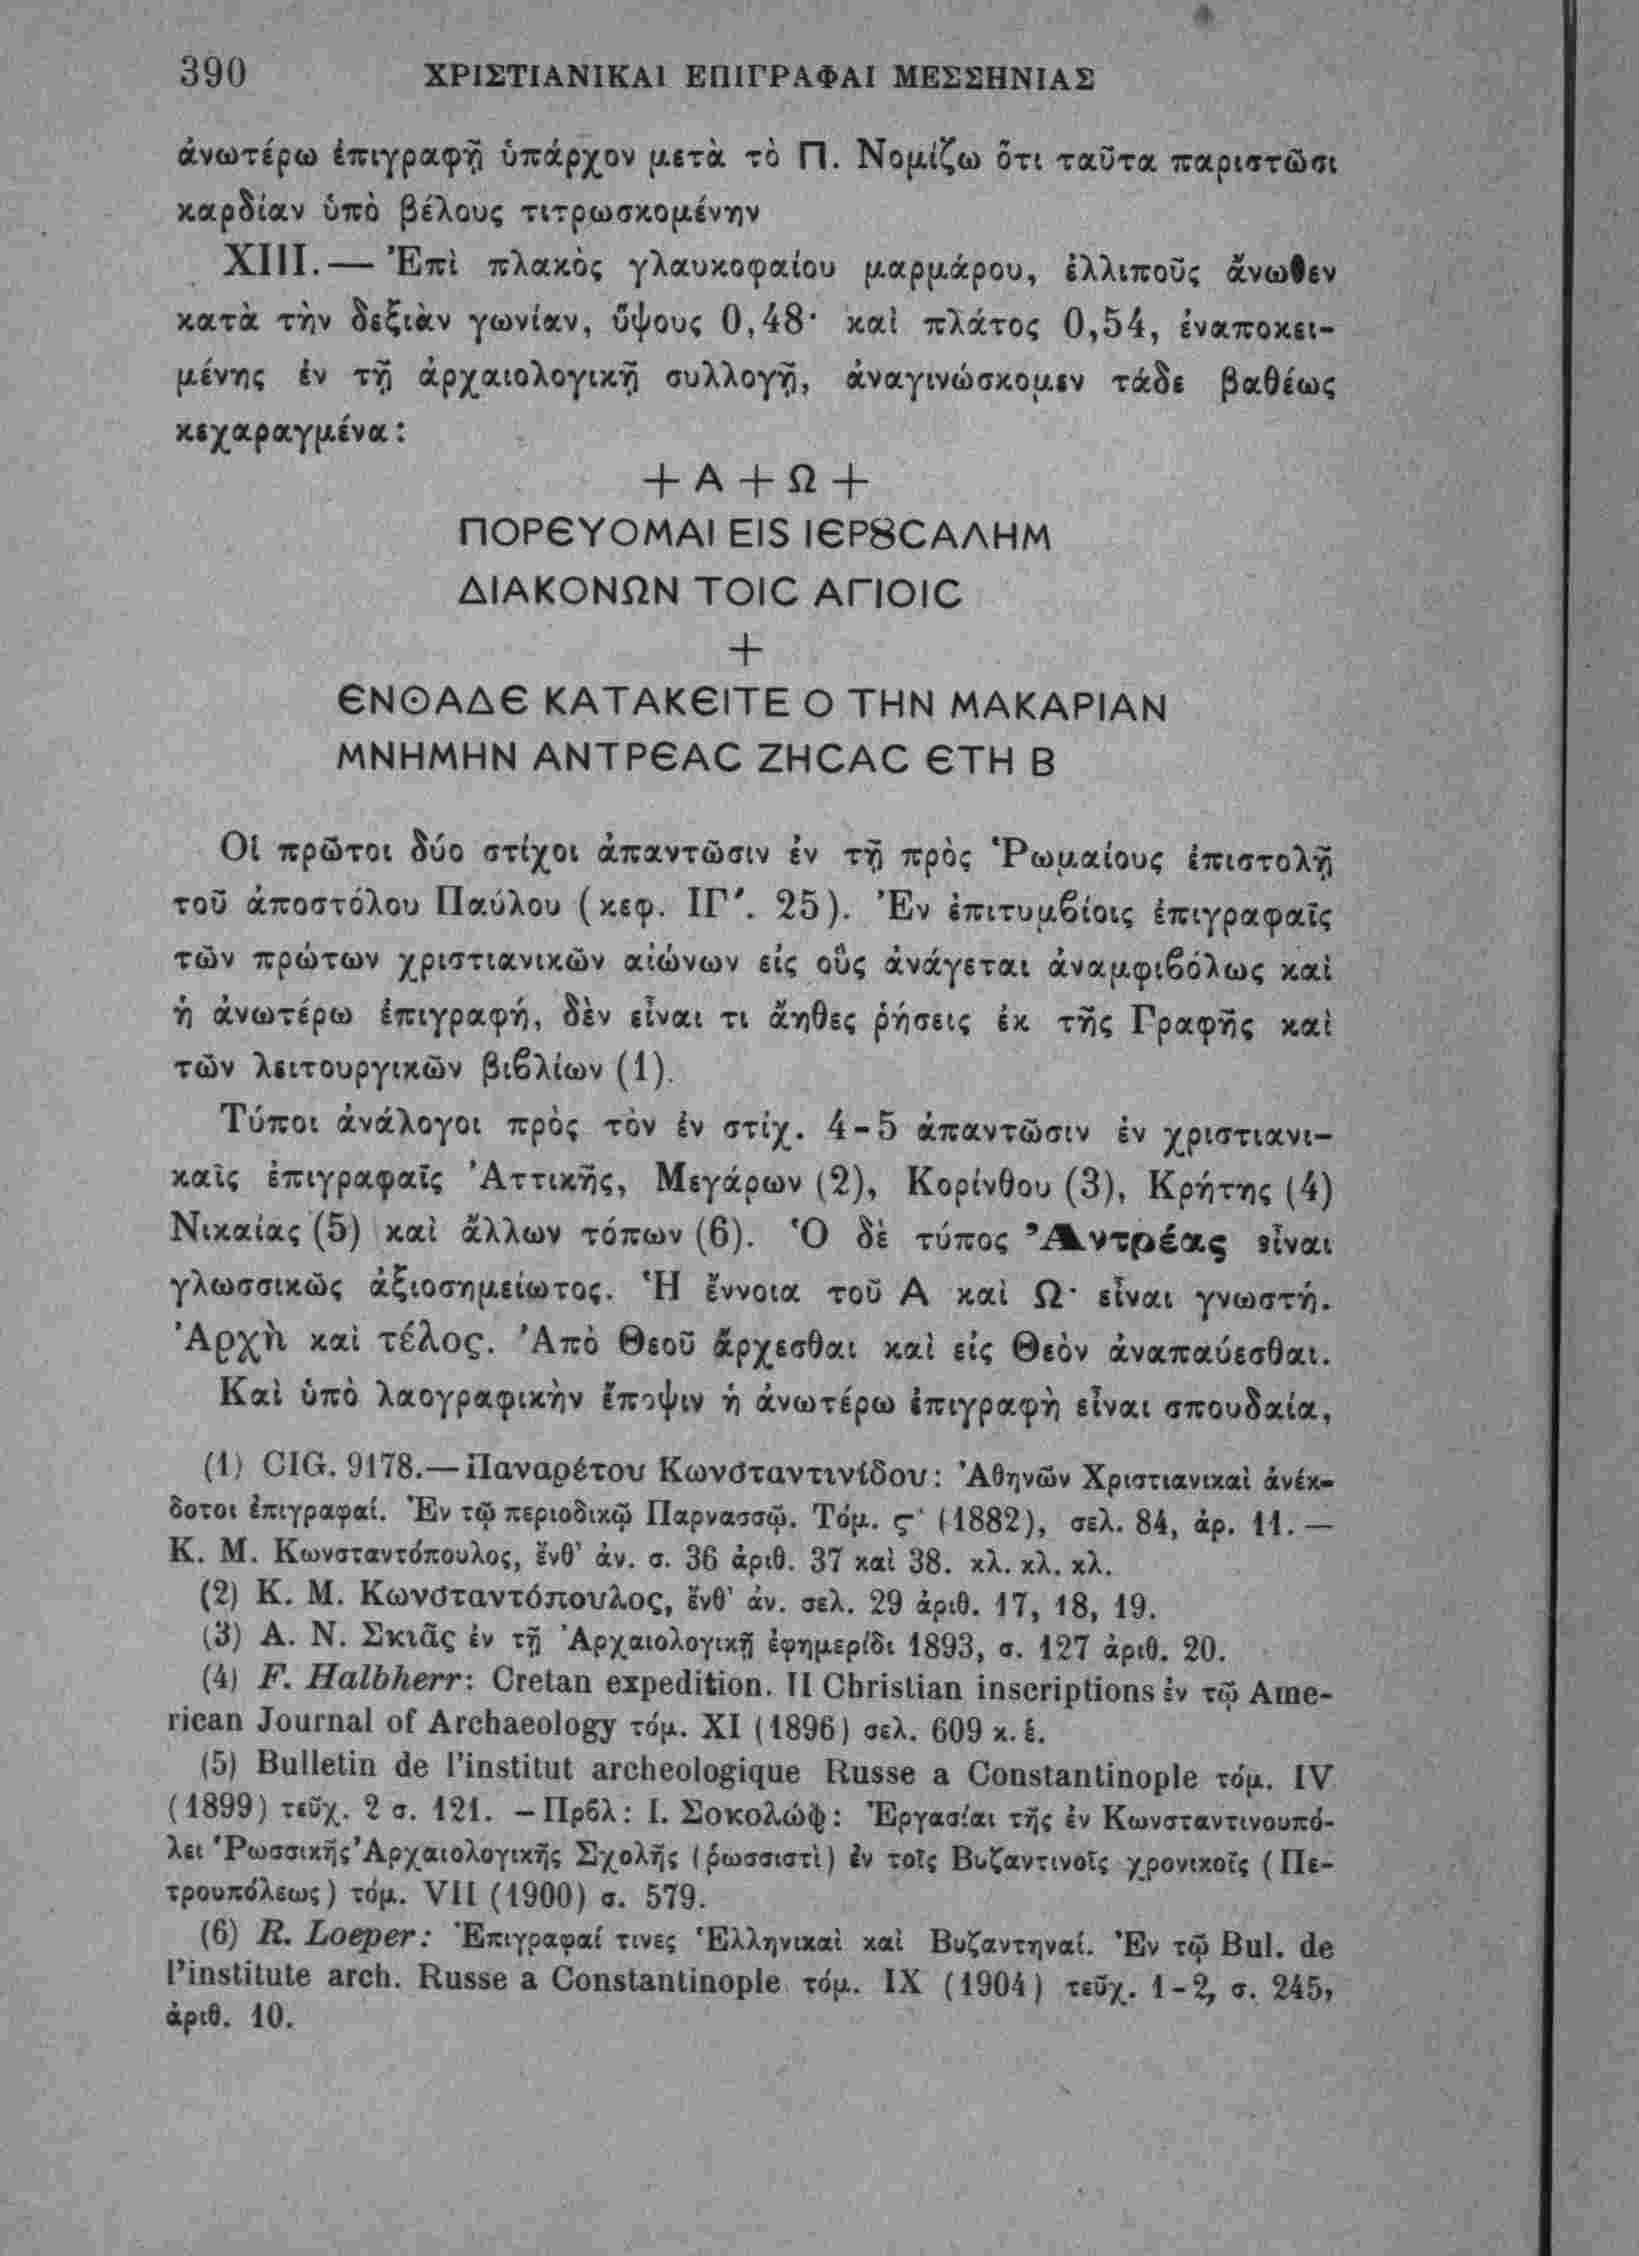 390 ΧΡΙΣΤΙΑΝΙΚΑΙ ΕΠΙΓΡΑΦΑΙ ΜΕΣΣΗΝΙΑΣ
ἀνωτέρω ἐπιγραφῇ ὑπάρχον μετὰ τὸ Π. Νομίζω ὅτι ταῦτα παριστῶσι
καρδίαν ὑπὸ βέλους τιτρωσκομένην
XIII.— Ἐπὶ πλακὸς γλαυκοφαίου μαρμάρου, ἐλλιποῦς ἄνωθεν
κατὰ τὴν δεξιὰν γωνίαν, ὕψους 0,48· καὶ πλάτος 0,54, ἐναποκει-
μένης ἐν τῇ ἀρχαιολογικῇ συλλογῇ, ἀναγινώσκομεν τάδε βαθέως
κεχαραγμένα:
+ Α + Ω +
ΠΟΡЄΥΟΜΑΙ ΕΙS ΙЄΡ8CΑΛΗΜ
ΔΙΑΚΟΝΩΝ ΤΟΙC ΑΓΙΟΙC
+
ЄΝΘΑΔЄ ΚΑΤΑΚЄΙΤΕ Ο ΤΗΝ ΜΑΚΑΡΙΑΝ
ΜΝΗΜΗΝ ΑΝΤΡЄΑC ΖΗCΑC ЄΤΗ Β
Οἱ πρῶτοι δύο στίχοι ἀπαντῶσιν ἐν τῇ πρὸς Ῥωμαίους ἐπιστολῇ
τοῦ ἀποστόλου Παύλου (κεφ. ΙΓʹ. 25). Ἐν ἐπιτυμϐίοις ἐπιγραφαῖς
τῶν πρώτων χριστιανικῶν αἰώνων εἰς οὓς ἀνάγεται ἀναμφιϐόλως καὶ
ἡ ἀνωτέρω ἐπιγραφή, δὲν εἶναι τι ἄηθες ῥήσεις ἐκ τῆς Γραφῆς καὶ
τῶν λειτουργικῶν βιϐλίων (1).
Τύποι ἀνάλογοι πρὸς τὸν ἐν στίχ. 4-5 ἀπαντῶσιν ἐν χριστιανι-
καῖς ἐπιγραφαῖς Ἀττικῆς, Μεγάρων (2), Κορίνθου (3), Κρήτης (4)
Νικαίας (5) καὶ ἄλλων τόπων (6). Ὁ δὲ τύπος Ἀντρέας εἶναι
γλωσσικῶς ἀξιοσημείωτος. Ἡ ἔννοια τοῦ Α καὶ Ω· εἶναι γνωστή.
Ἀρχὴ καὶ τέλος. Ἀπὸ Θεοῦ ἄρχεσθαι καὶ εἰς Θεὸν ἀναπαύεσθαι.
Καὶ ὑπὸ λαογραφικὴν ἔποψιν ἡ ἀνωτέρω ἐπιγραφὴ εἶναι σπουδαία,
(1) CIG. 9178.— Παναρέτου Κωνσταντινίδου: Ἀθηνῶν Χριστιανικαὶ ἀνέκ-
δοτοι ἐπιγραφαί. Ἐν τῷ περιοδικῷ Παρνασσῷ. Τόμ. ςʹ (1882), σελ. 84, ἀρ. 11. —
Κ. Μ. Κωνσταντόπουλος, ἔνθ' ἀν. σ. 36 ἀριθ. 37 καὶ 38. κλ. κλ. κλ.
(2) Κ. Μ. Κωνσταντόπουλος, ἔνθ' ἀν. σελ. 29 ἀριθ. 17, 18, 19.
(3) Α. Ν. Σκιᾶς ἐν τῇ Ἀρχαιολογικῇ ἐφημερίδι 1893, σ. 127 ἀριθ. 20.
(4) F. Halbherr: Cretan expedition. II Christian inscriptions ἐν τῷ Ame-
rican Journal of Archaeology τόμ. XI (1896) σελ. 609 κ. ἑ.
(5) Bulletin de l'institut archeologique Russe a Constantinople τόμ. IV
(1899) τεῦχ. 2 σ. 121. — Πρϐλ: Ι. Σοκολώφ: Ἐργασίαι τῆς ἐν Κωνσταντινουπό-
λει Ῥωσσικῆς Ἀρχαιολογικῆς Σχολῆς (ῥωσσιστὶ) ἐν τοῖς Βυζαντινοῖς χρονικοῖς (Πε-
τρουπόλεως) τόμ. VII (1900) σ. 579.
(6) R. Loeper: Ἐπιγραφαί τινες Ἑλληνικαὶ καὶ Βυζαντηναί. Ἐν τῷ Bul. de
l'institute arch. Russe a Constantinople τόμ. IX (1904) τεῦχ. 1-2, σ. 245,
ἀριθ. 10.